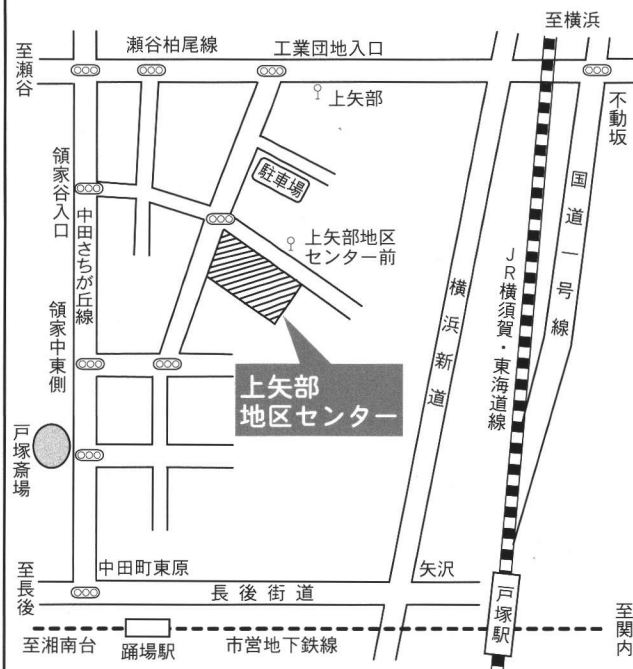 至横浜
瀬谷柏尾線
工業団地入口
至瀬谷
上矢部
不動坂
駐車場
領家谷入口
中田さちが丘線
上矢部地区
センター前
国道一号線
JR横須賀・東海道線
横浜新道
領家中東側
上矢部
地区センター
戸塚斎場
中田町東原
矢沢
至長後
長後街道
戸塚駅
至関内
至湘南台
踊場駅
市営地下鉄線